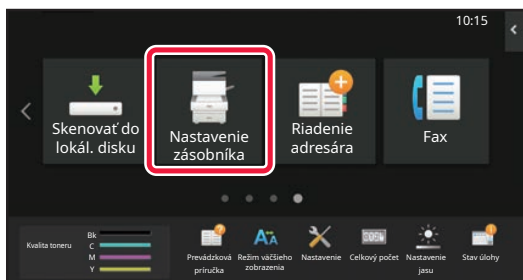 10:15
Skenovať do
lokál. disku
Nastavenie
zásobníka
Riadenie
adresára
Fax
Kvalita toneru
Bk
C
M
Y
Prevádzková
príručka
Režim väčšieho
zobrazenia
Nastavenie
Celkový počet
Nastavenie
jasu
Stav úlohy